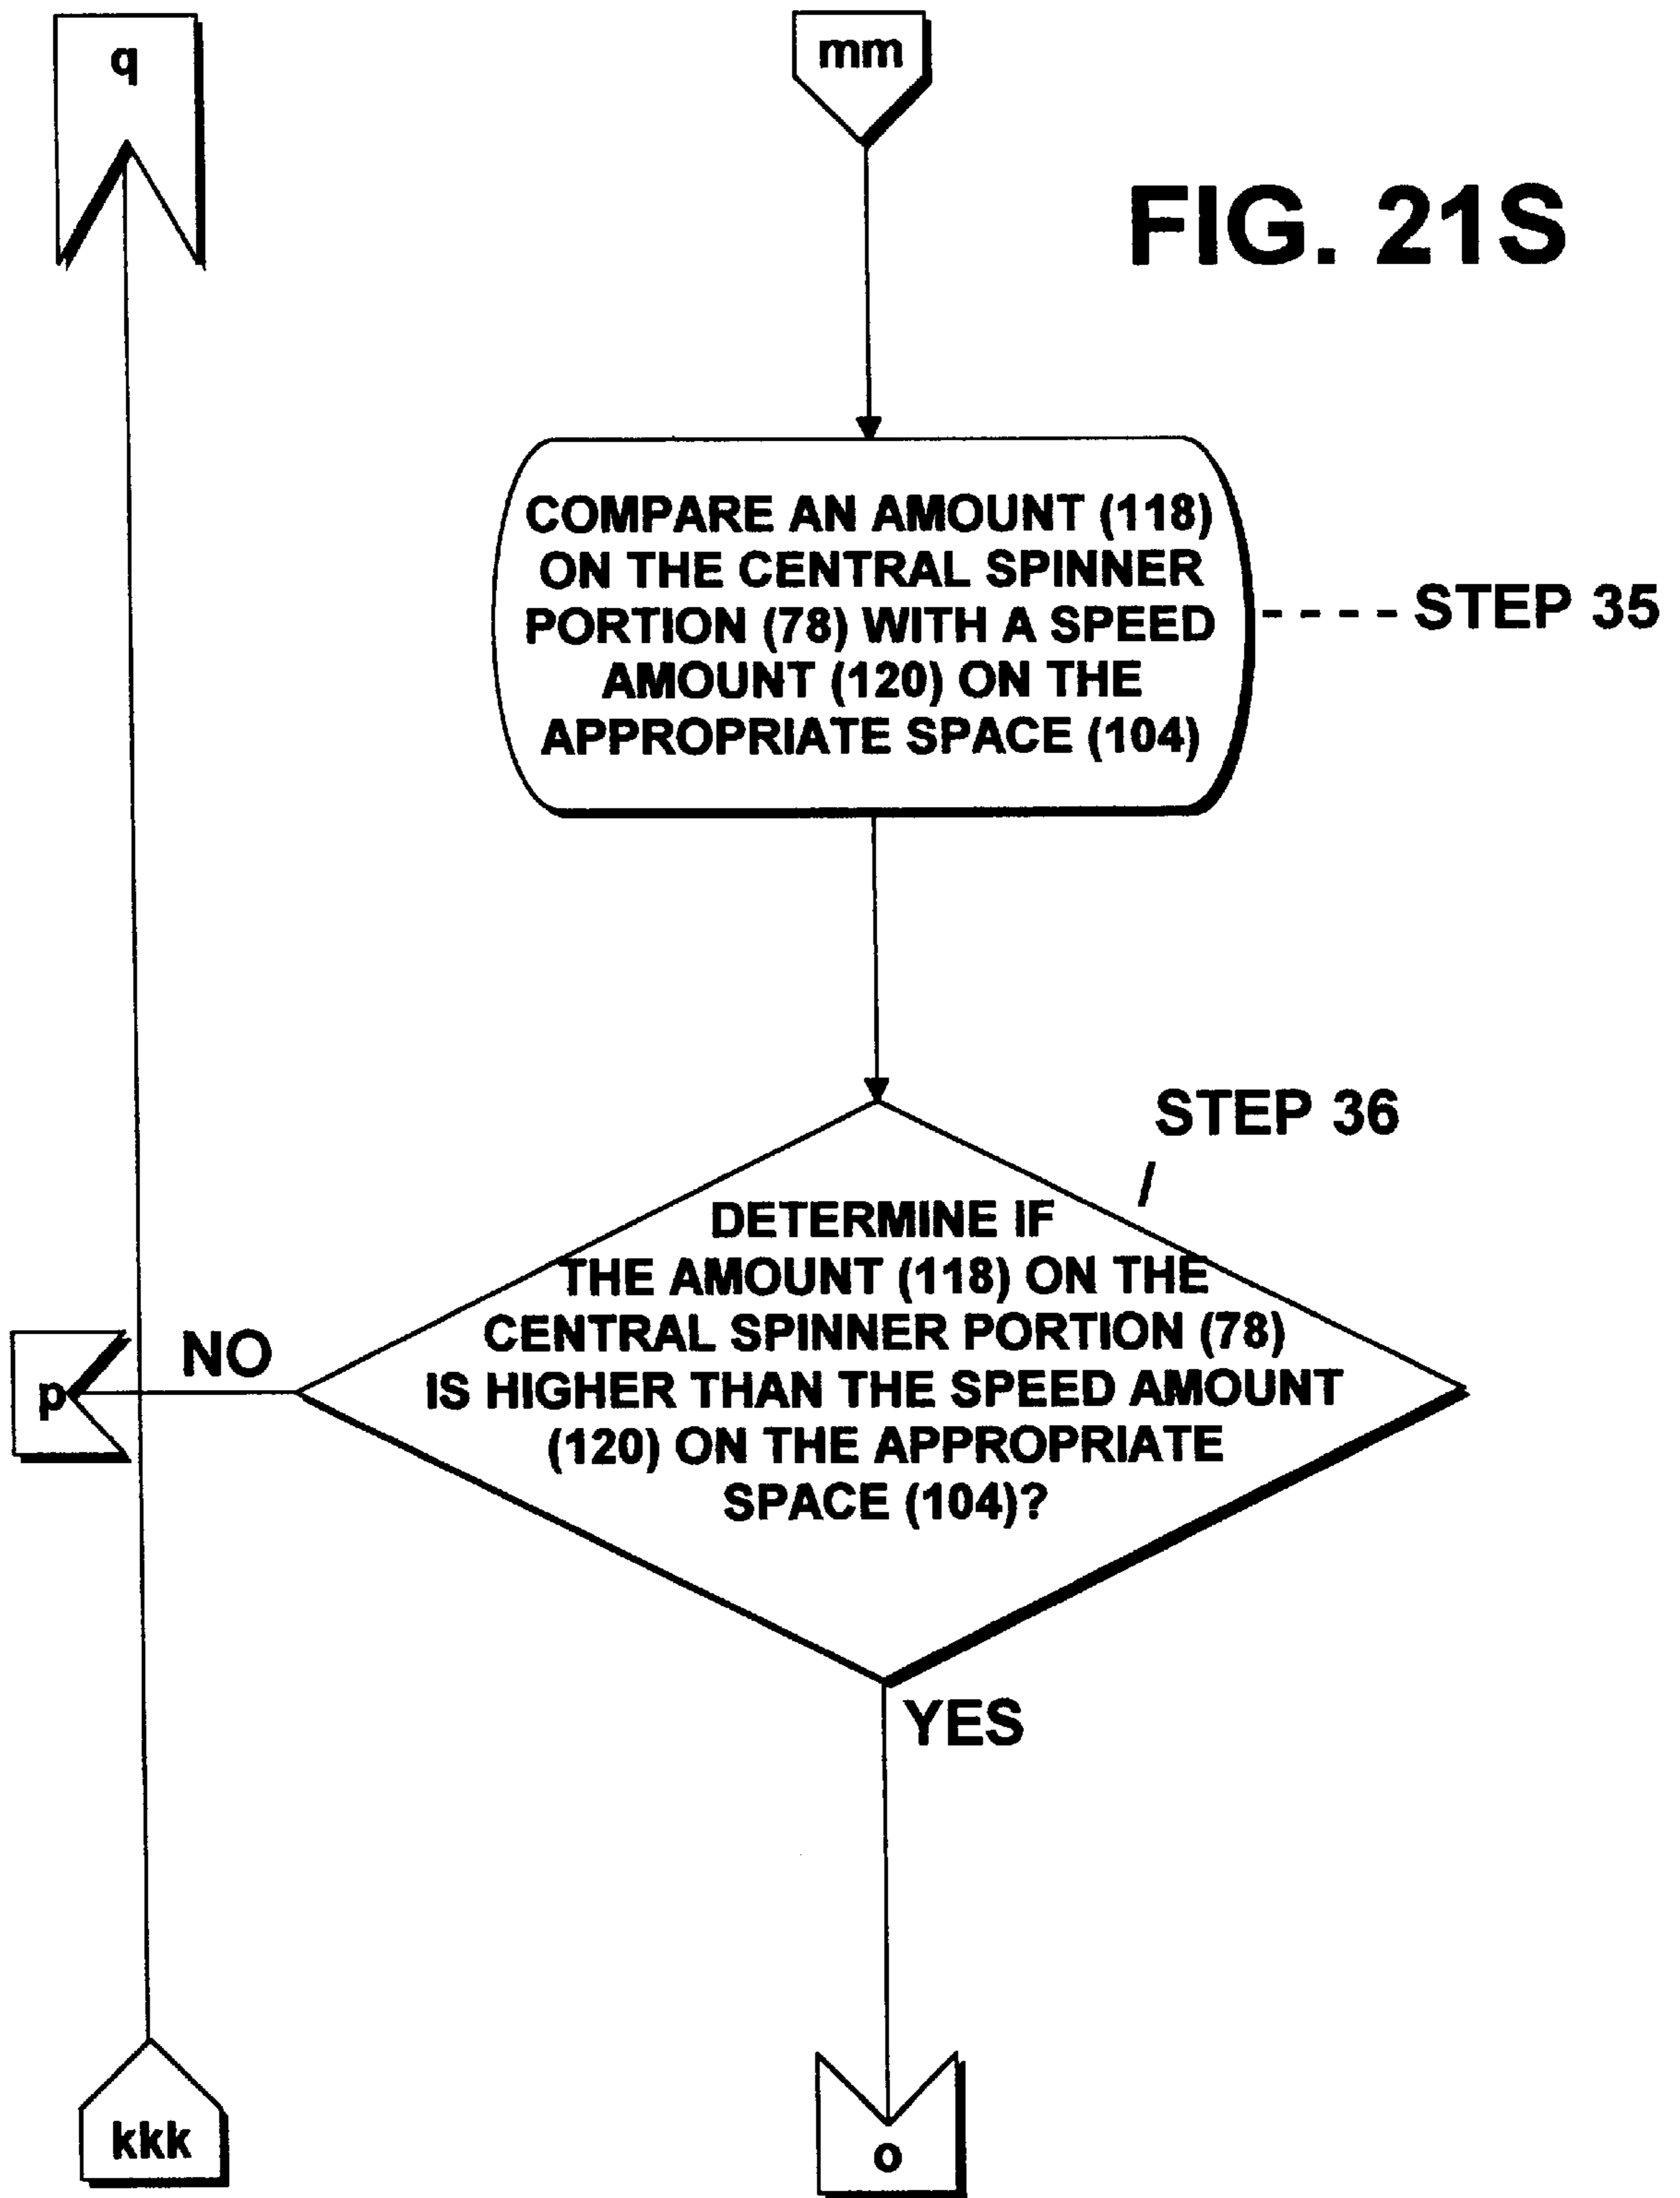 q
mm
FIG. 21S
COMPARE AN AMOUNT (118)
ON THE CENTRAL SPINNER
PORTION (78) WITH A SPEED
AMOUNT (120) ON THE
APPROPRIATE SPACE (104)
STEP 35
STEP 36
DETERMINE IF
THE AMOUNT (118) ON THE
CENTRAL SPINNER PORTION (78)
IS HIGHER THAN THE SPEED AMOUNT
(120) ON THE APPROPRIATE
SPACE (104)?
NO
p
YES
kkk
o